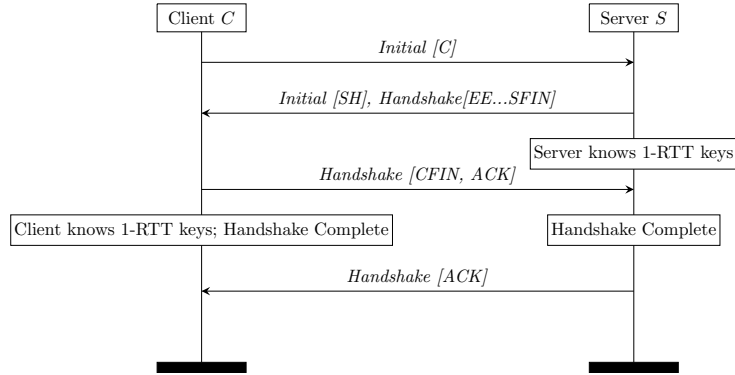 Client C
Server S
Initial [C]
Initial [SH], Handshake[EE...SFIN]
Server knows 1-RTT keys
Handshake [CFIN, ACK]
Client knows 1-RTT keys; Handshake Complete
Handshake Complete
Handshake [ACK]